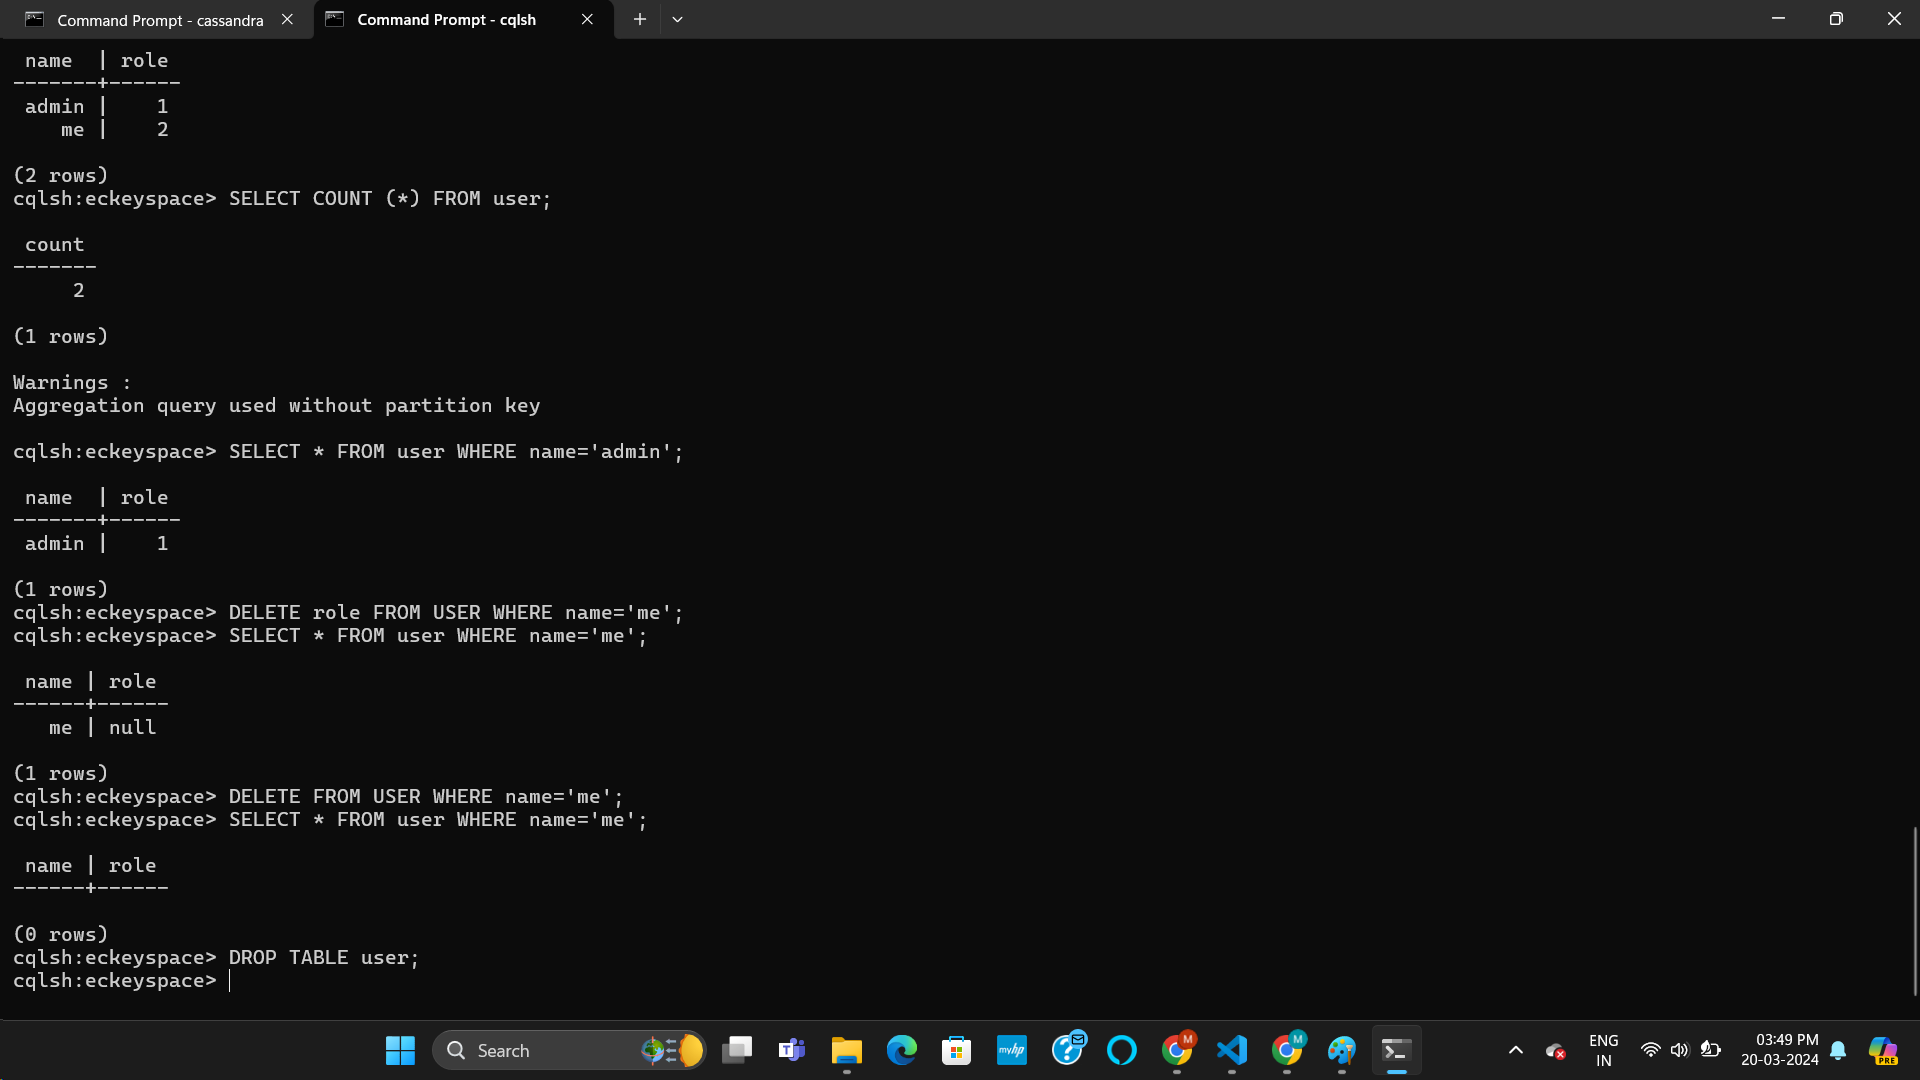 Command Prompt - cassandra
Command Prompt - cqlsh
name | role
-------+------
admin | 1
me | 2
(2 rows)
cqlsh:eckeyspace> SELECT COUNT (*) FROM user;
count
-------
2
(1 rows)
Warnings :
Aggregation query used without partition key
cqlsh:eckeyspace> SELECT * FROM user WHERE name='admin';
name | role
-------+------
admin | 1
(1 rows)
cqlsh:eckeyspace> DELETE role FROM USER WHERE name='me';
cqlsh:eckeyspace> SELECT * FROM user WHERE name='me';
name | role
------+------
me | null
(1 rows)
cqlsh:eckeyspace> DELETE FROM USER WHERE name='me';
cqlsh:eckeyspace> SELECT * FROM user WHERE name='me';
name | role
------+------
(0 rows)
cqlsh:eckeyspace> DROP TABLE user;
cqlsh:eckeyspace>
Search
myhp
M
M
ENG
IN
03:49 PM
20-03-2024
PRE